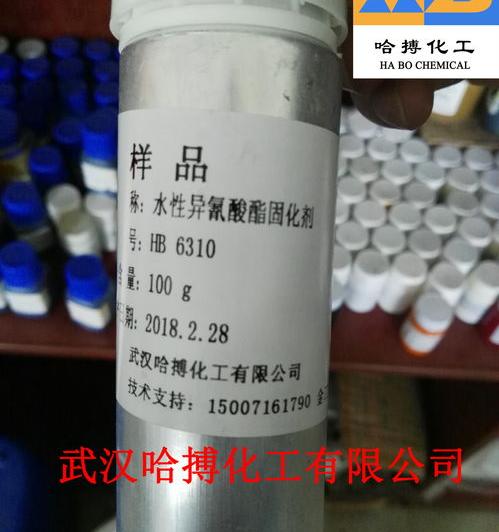 哈搏化工
HA BO CHEMICAL
样品
称: 水性异氰酸酯固化剂
号: HB 6310
量: 100 g
期: 2018.2.28
武汉哈搏化工有限公司
技术支持: 15007161790 金
武汉哈搏化工有限公司